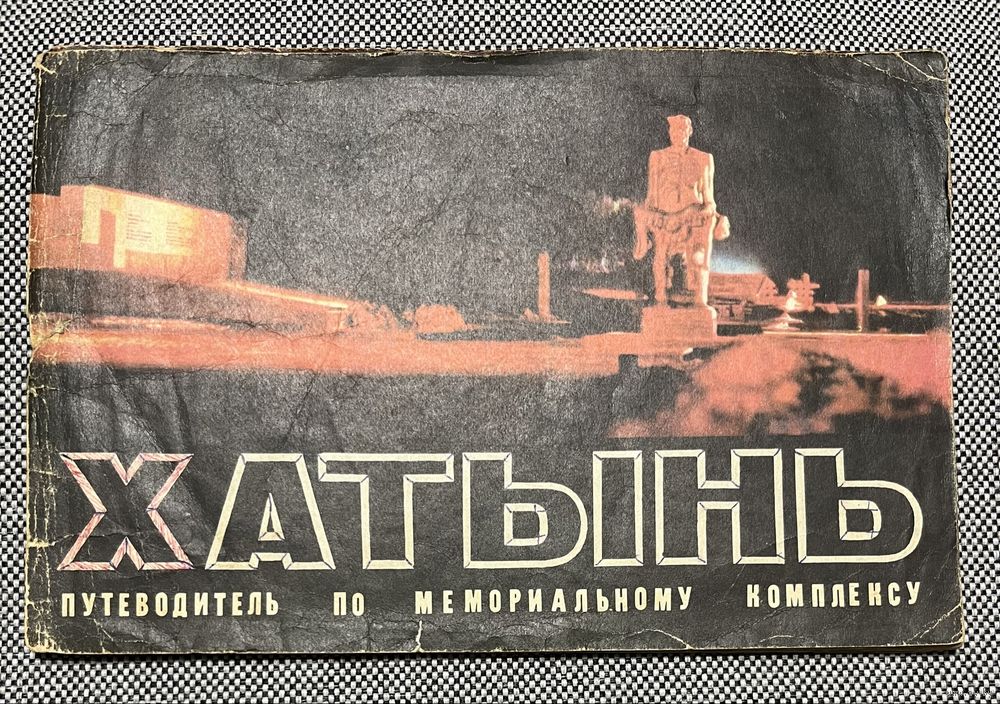 ХАТЫНЬ
ПУТЕВОДИТЕЛЬ ПО МЕМОРИАЛЬНОМУ КОМПЛЕКСУ